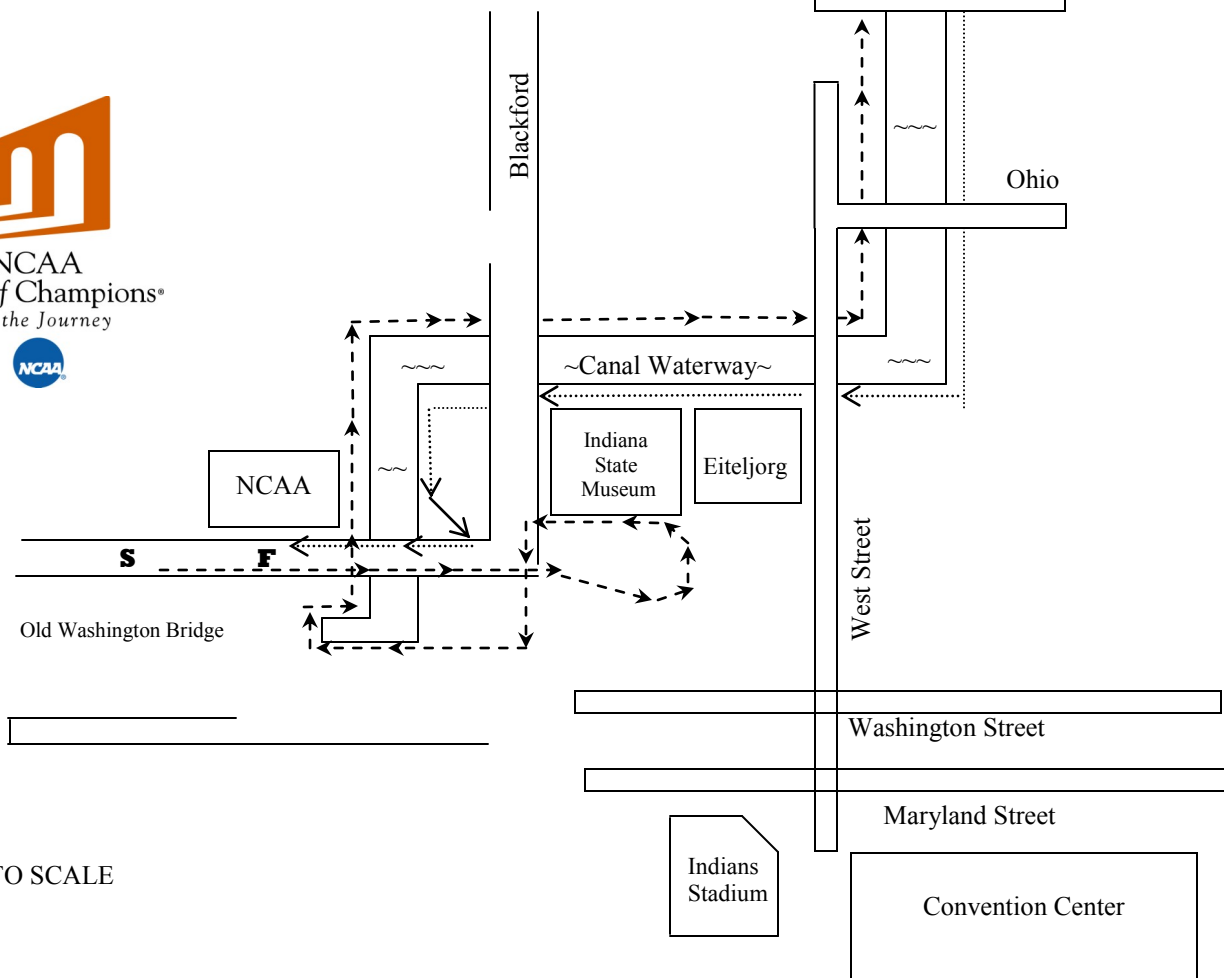 Blackford
~~~
Ohio
NCAA
of Champions®
the Journey
NCAA
~~~
~Canal Waterway~
~~~
NCAA
~~
Indiana
State
Museum
Eiteljorg
S
F
West Street
Old Washington Bridge
Washington Street
Maryland Street
TO SCALE
Indians
Stadium
Convention Center